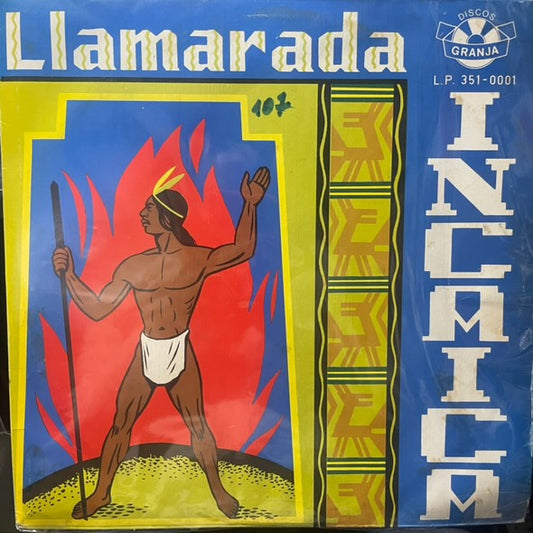 Llamarada
DISCOS
GRANJA
L.P. 351-0001
107
INCAICA